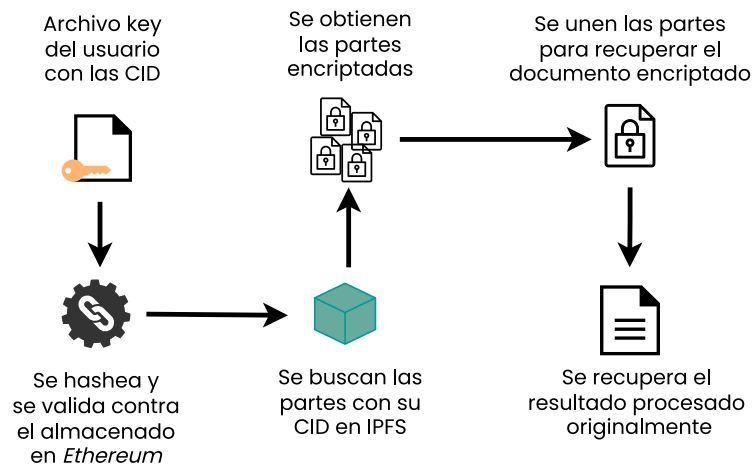 Archivo key
del usuario
con las CID
Se hashea y
se valida contra
el almacenado
en Ethereum
Se buscan las
partes con su
CID en IPFS
Se obtienen
las partes
encriptadas
Se unen las partes
para recuperar el
documento encriptado
Se recupera el
resultado procesado
originalmente